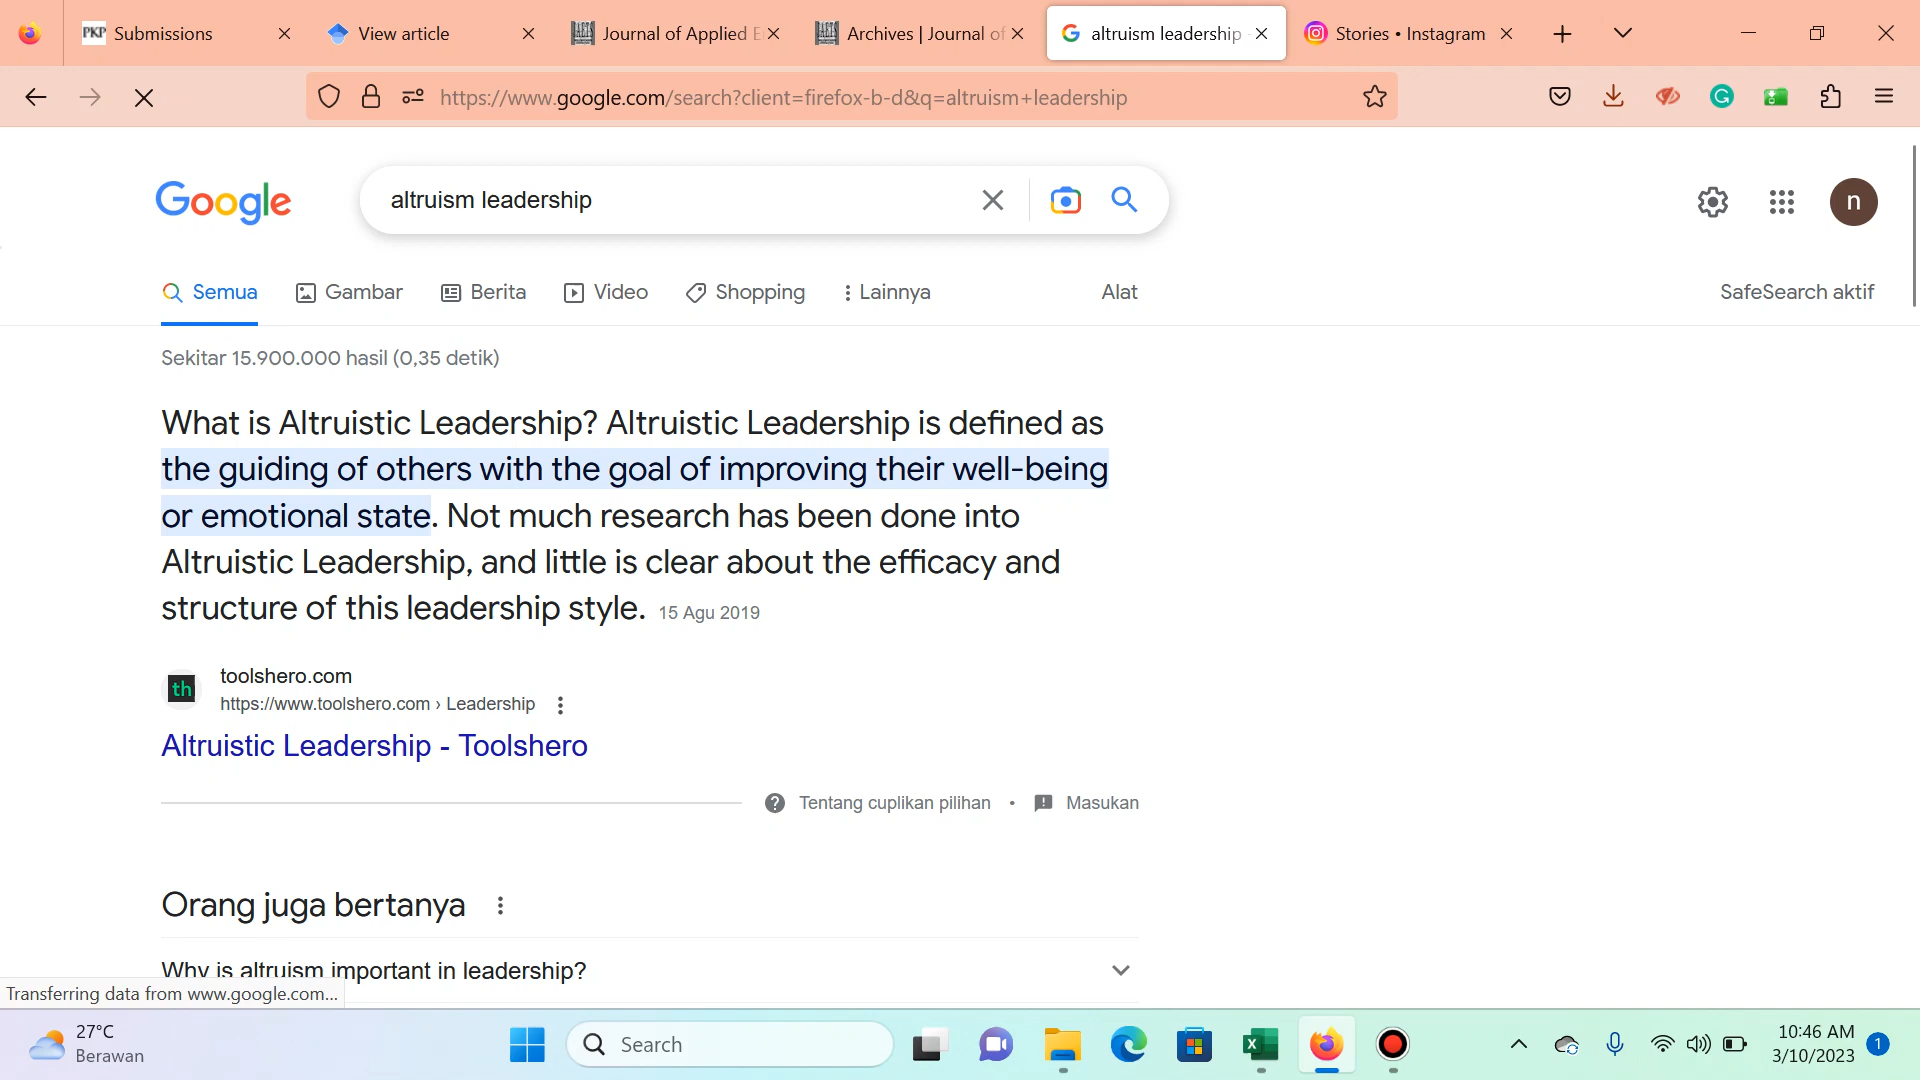 PKP Submissions
View article
Journal of Applied E
Archives | Journal of
altruism leadership
Stories • Instagram
https://www.google.com/search?client=firefox-b-d&q=altruism+leadership
Google
altruism leadership
n
Semua
Gambar
Berita
Video
Shopping
Lainnya
Alat
SafeSearch aktif
Sekitar 15.900.000 hasil (0,35 detik)
What is Altruistic Leadership? Altruistic Leadership is defined as
the guiding of others with the goal of improving their well-being
or emotional state. Not much research has been done into
Altruistic Leadership, and little is clear about the efficacy and
structure of this leadership style. 15 Agu 2019
th
toolshero.com
https://www.toolshero.com › Leadership
Altruistic Leadership - Toolshero
Tentang cuplikan pilihan • Masukan
Orang juga bertanya
Why is altruism important in leadership?
Transferring data from www.google.com...
27°C
Berawan
Search
10:46 AM
3/10/2023
1